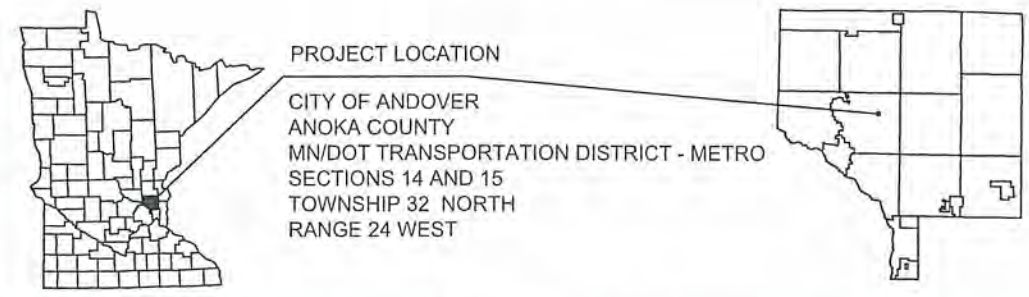 PROJECT LOCATION
CITY OF ANDOVER
ANOKA COUNTY
MN/DOT TRANSPORTATION DISTRICT - METRO
SECTIONS 14 AND 15
TOWNSHIP 32 NORTH
RANGE 24 WEST